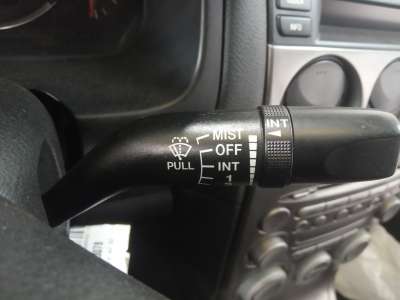 MIST
OFF
INT
1
PULL
INT